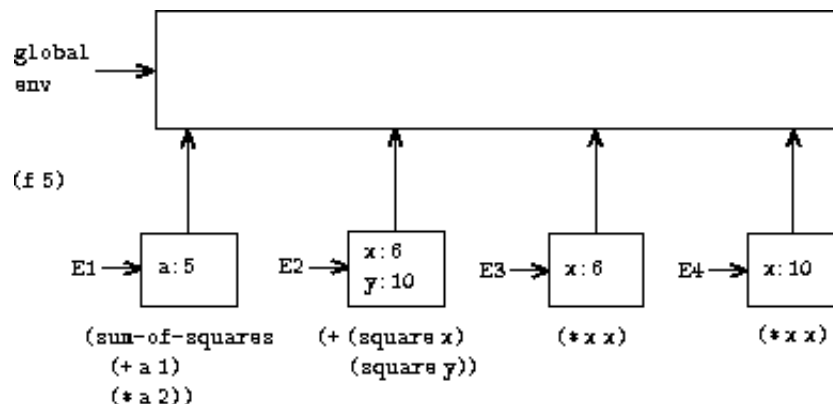 global
env
(f 5)
E1
a:5
E2
x:6
y:10
E3
x:6
E4
x:10
(sum-of-squares
(+ a 1)
(* a 2))
(+ (square x)
(square y))
(* x x)
(* x x)